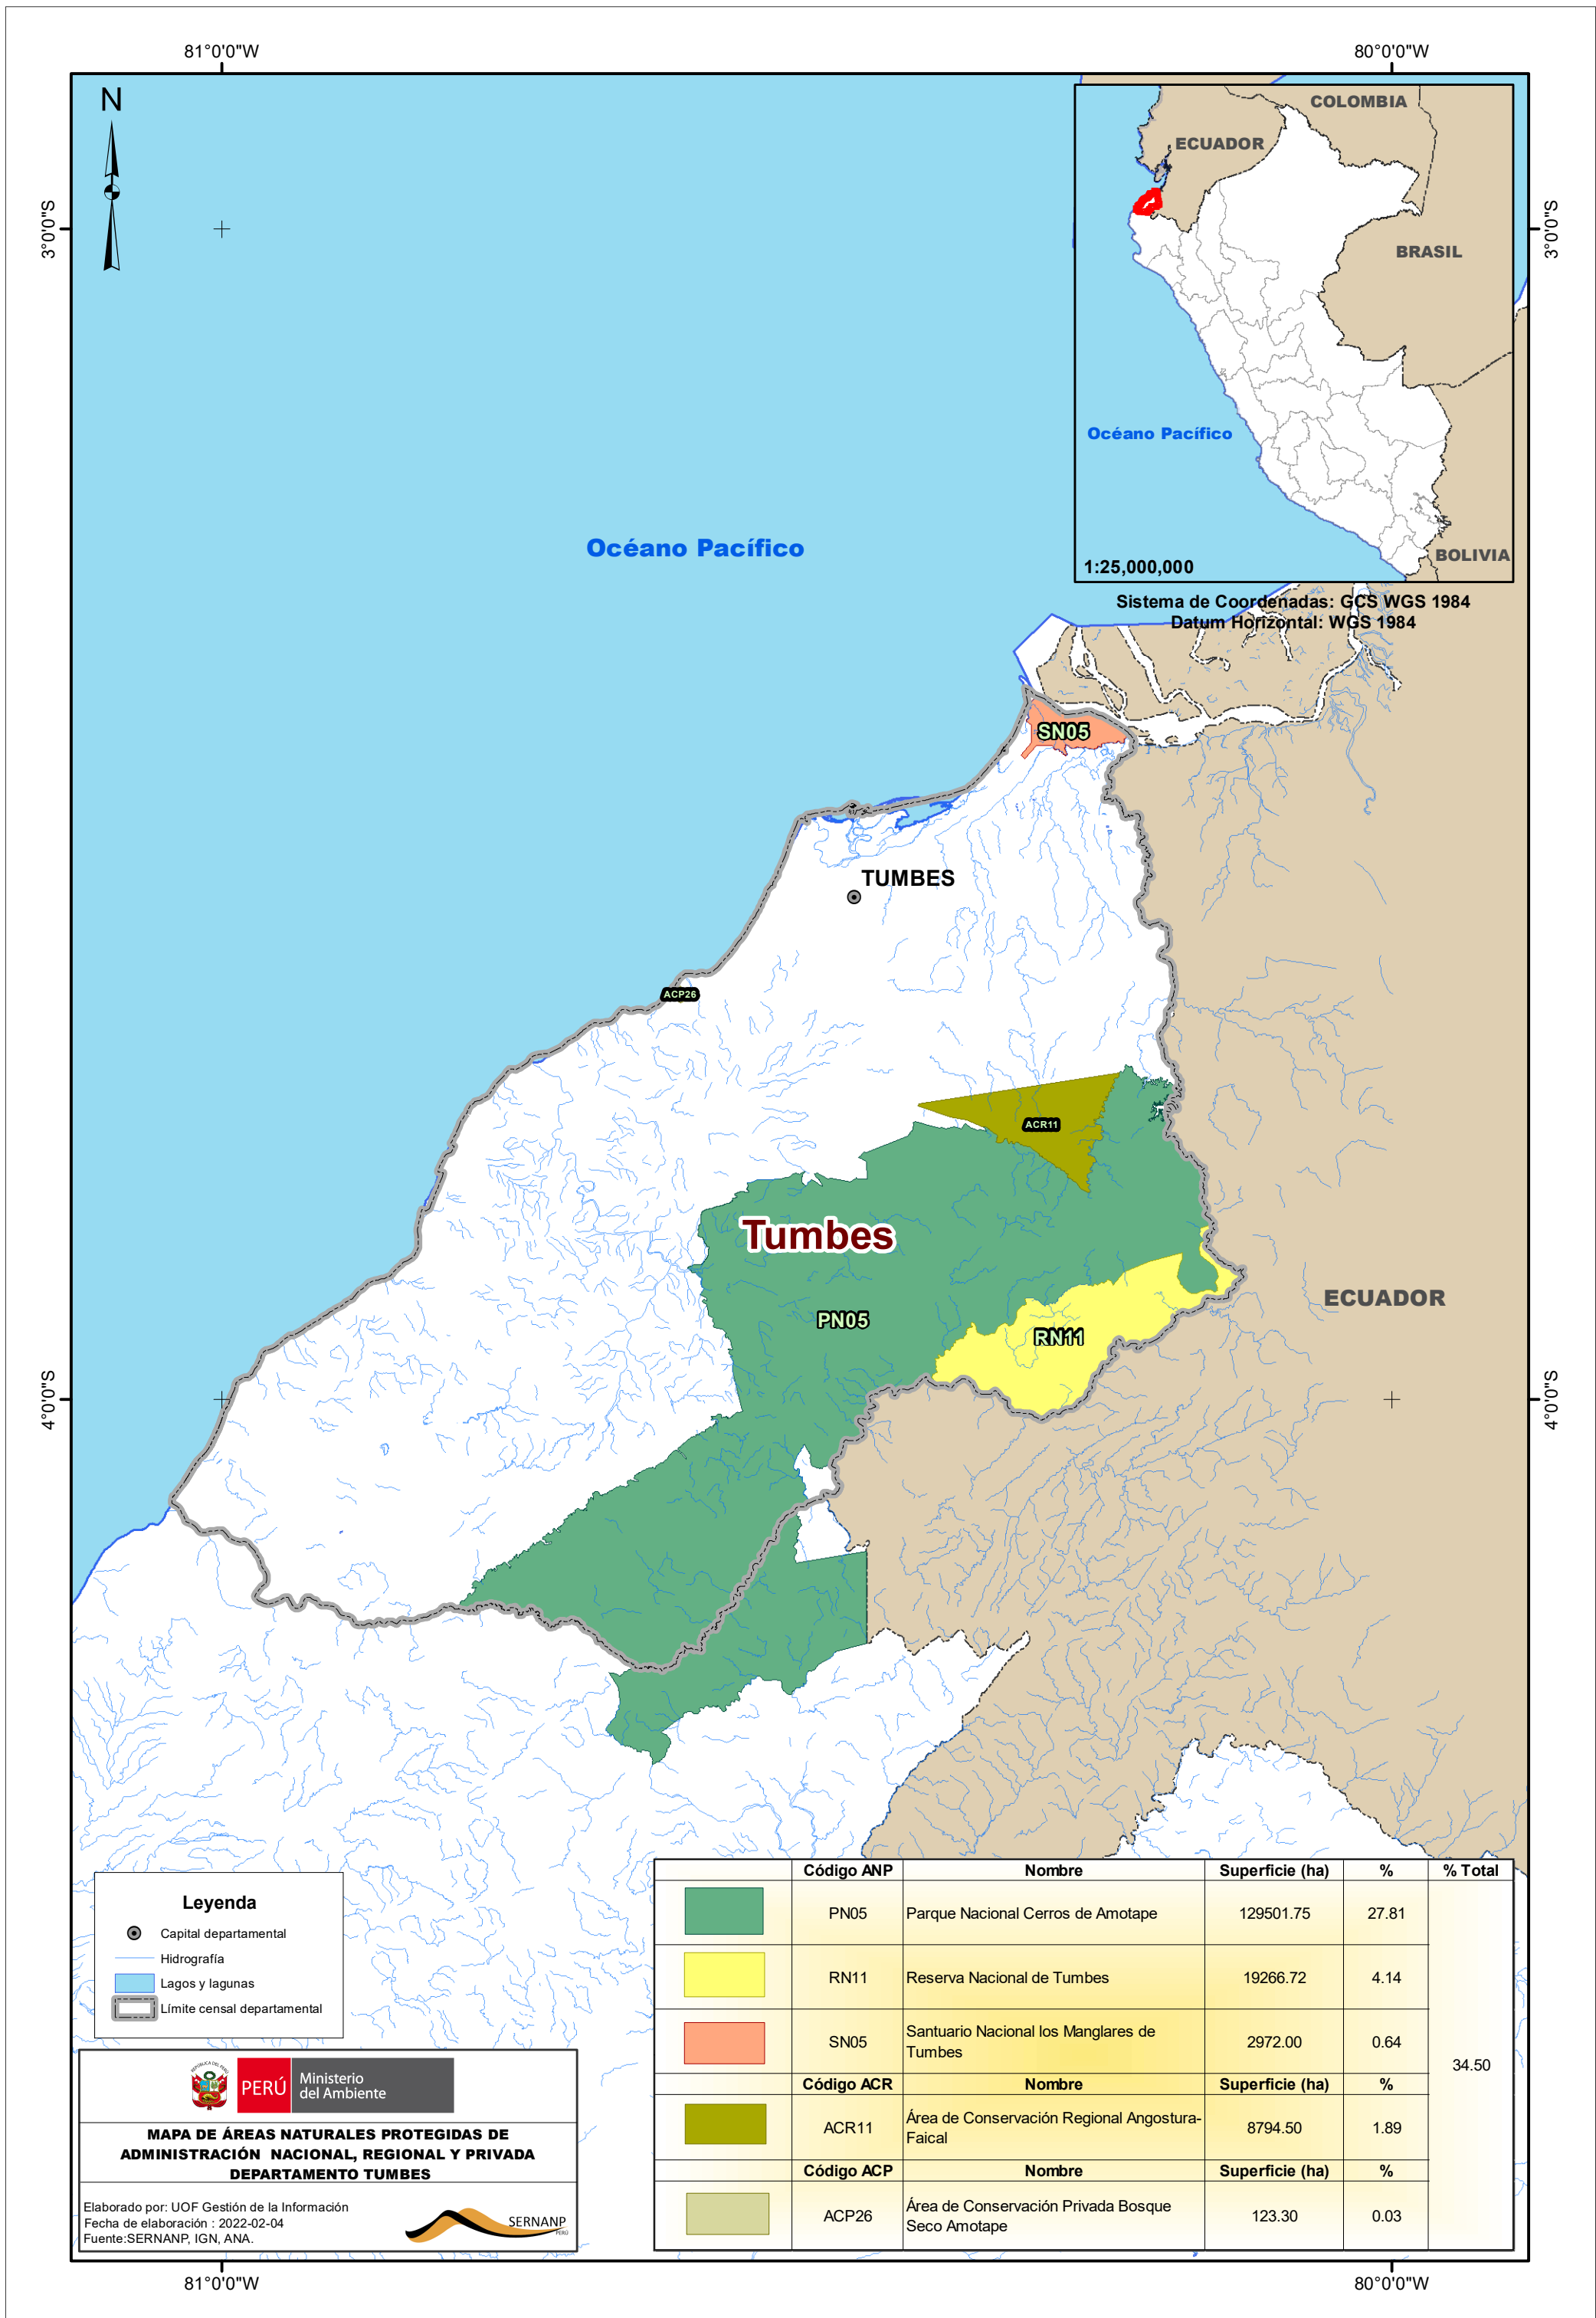 81°0'0"W
80°0'0"W
N
3°0'0"S
3°0'0"S
COLOMBIA
ECUADOR
BRASIL
Océano Pacífico
BOLIVIA
1:25,000,000
Océano Pacífico
Sistema de Coordenadas: GCS WGS 1984
Datum Horizontal: WGS 1984
SN05
TUMBES
ACP26
ACR11
Tumbes
PN05
RN11
ECUADOR
4°0'0"S
4°0'0"S
Leyenda
Capital departamental
Hidrografía
Lagos y lagunas
Límite censal departamental
REPÚBLICA DEL PERÚ
PERÚ
Ministerio
del Ambiente
MAPA DE ÁREAS NATURALES PROTEGIDAS DE
ADMINISTRACIÓN NACIONAL, REGIONAL Y PRIVADA
DEPARTAMENTO TUMBES
Elaborado por: UOF Gestión de la Información
Fecha de elaboración : 2022-02-04
Fuente:SERNANP, IGN, ANA.
SERNANP
PERÚ
Código ANP Nombre Superficie (ha) % % Total
PN05 Parque Nacional Cerros de Amotape 129501.75 27.81
RN11 Reserva Nacional de Tumbes 19266.72 4.14
SN05 Santuario Nacional los Manglares de
Tumbes 2972.00 0.64
34.50
Código ACR Nombre Superficie (ha) %
ACR11 Área de Conservación Regional Angostura-
Faical 8794.50 1.89
Código ACP Nombre Superficie (ha) %
ACP26 Área de Conservación Privada Bosque
Seco Amotape 123.30 0.03
81°0'0"W
80°0'0"W